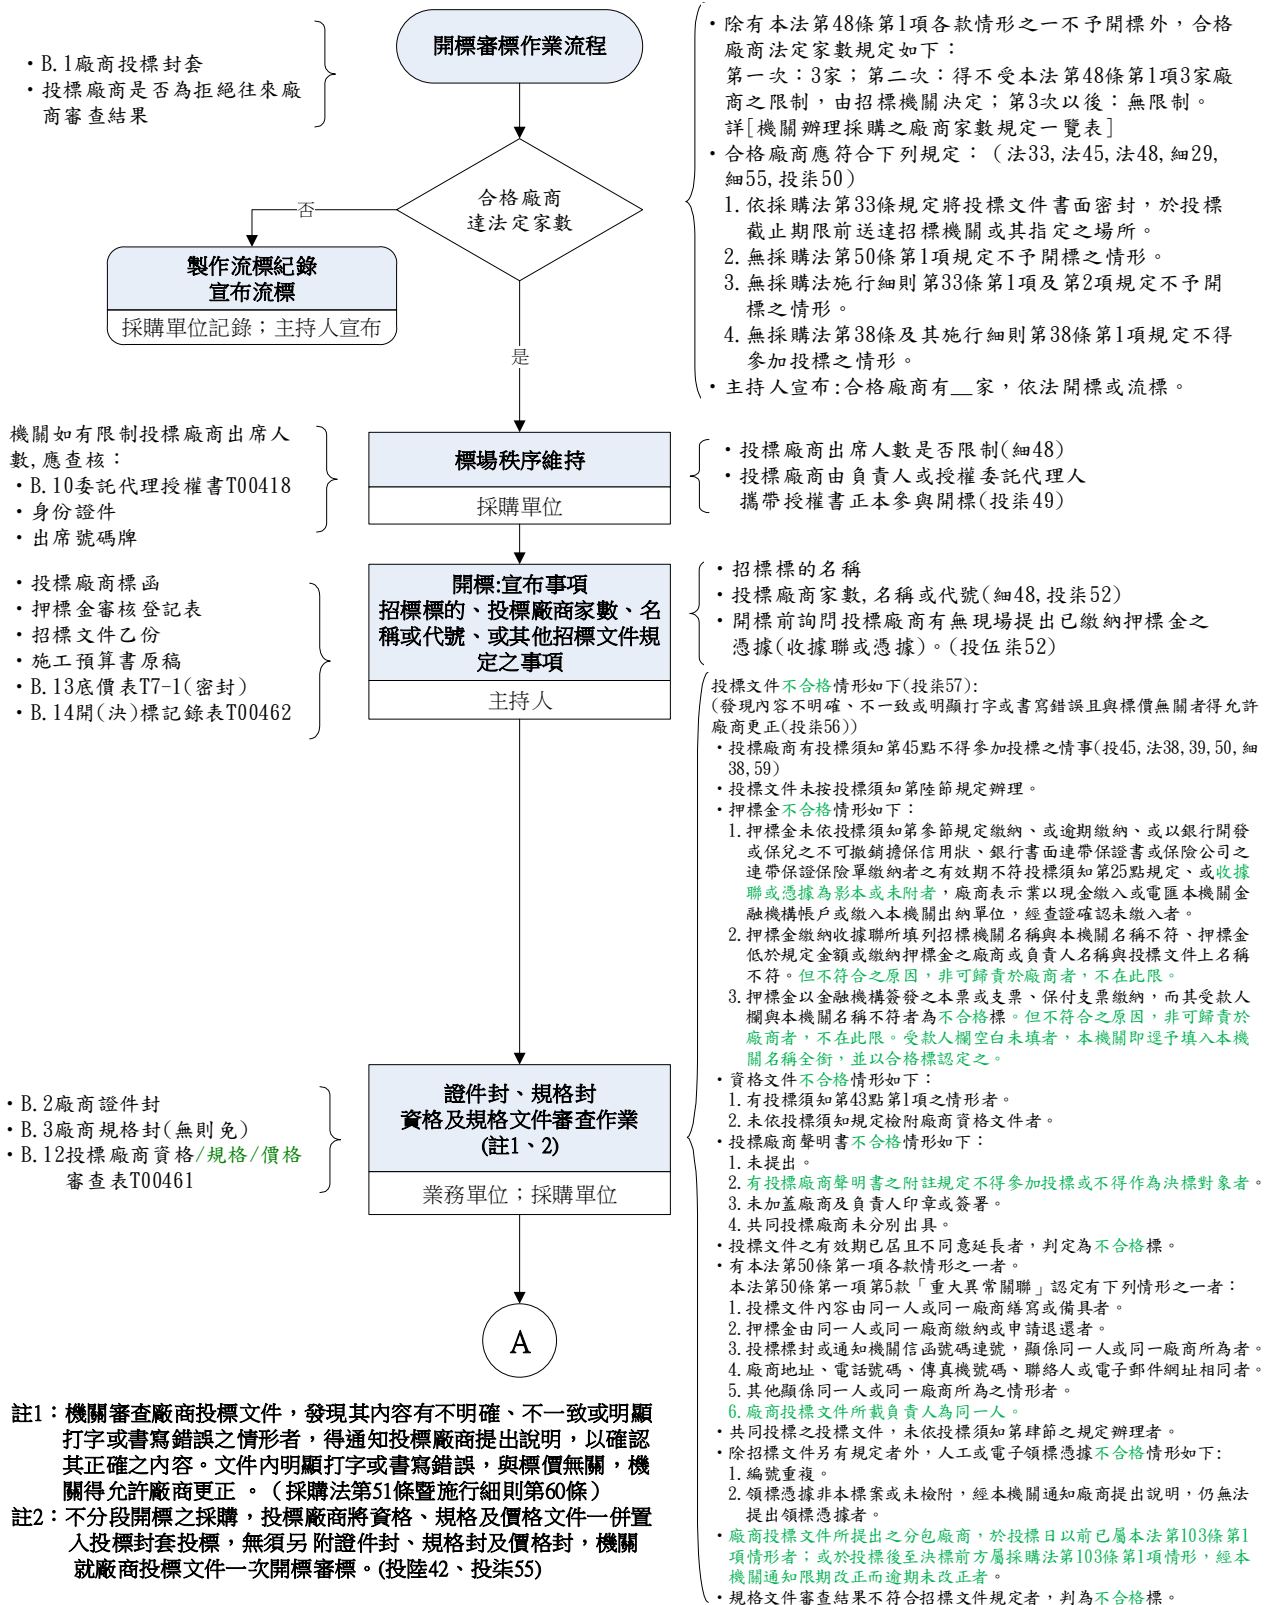 開標審標作業流程
・B.1廠商投標封套
・投標廠商是否為拒絕往來廠
商審查結果
・除有本法第48條第1項各款情形之一不予開標外，合格
廠商法定家數規定如下：
第一次：3家；第二次：得不受本法第48條第1項3家廠
商之限制，由招標機關決定；第3次以後：無限制。
詳[機關辦理採購之廠商家數規定一覽表]
・合格廠商應符合下列規定：（法33,法45,法48,細29,
細55,投柒50）
1.依採購法第33條規定將投標文件書面密封，於投標
截止期限前送達招標機關或其指定之場所。
2.無採購法第50條第1項規定不予開標之情形。
3.無採購法施行細則第33條第1項及第2項規定不予開
標之情形。
4.無採購法第38條及其施行細則第38條第1項規定不得
參加投標之情形。
・主持人宣布:合格廠商有__家，依法開標或流標。
合格廠商
達法定家數
否
製作流標紀錄
宣布流標
採購單位記錄；主持人宣布
是
機關如有限制投標廠商出席人
數,應查核：
・B.10委託代理授權書T00418
・身份證件
・出席號碼牌
標場秩序維持
採購單位
・投標廠商出席人數是否限制(細48)
・投標廠商由負責人或授權委託代理人
攜帶授權書正本參與開標(投柒49)
・投標廠商標函
・押標金審核登記表
・招標文件乙份
・施工預算書原稿
・B.13底價表T7-1(密封)
・B.14開(決)標記錄表T00462
開標:宣布事項
招標標的、投標廠商家數、名
稱或代號、或其他招標文件規
定之事項
主持人
・招標標的名稱
・投標廠商家數,名稱或代號(細48,投柒52)
・開標前詢問投標廠商有無現場提出已繳納押標金之
憑據(收據聯或憑據)。(投伍柒52)
投標文件不合格情形如下(投柒57):
(發現內容不明確、不一致或明顯打字或書寫錯誤且與標價無關者得允許
廠商更正(投柒56))
・投標廠商有投標須知第45點不得參加投標之情事(投45,法38,39,50,細
38,59)
・投標文件未按投標須知第陸節規定辦理。
・押標金不合格情形如下：
1.押標金未依投標須知第參節規定繳納、或逾期繳納、或以銀行開發
或保兌之不可撤銷擔保信用狀、銀行書面連帶保證書或保險公司之
連帶保證保險單繳納者之有效期不符投標須知第25點規定、或收據
聯或憑據為影本或未附者，廠商表示業以現金繳入或電匯本機關金
融機構帳戶或繳入本機關出納單位，經查證確認未繳入者。
2.押標金繳納收據聯所填列招標機關名稱與本機關名稱不符、押標金
低於規定金額或繳納押標金之廠商或負責人名稱與投標文件上名稱
不符。但不符合之原因，非可歸責於廠商者，不在此限。
3.押標金以金融機構簽發之本票或支票、保付支票繳納，而其受款人
欄與本機關名稱不符者為不合格標。但不符合之原因，非可歸責於
廠商者，不在此限。受款人欄空白未填者，本機關即逕予填入本機
關名稱全銜，並以合格標認定之。
・資格文件不合格情形如下：
1.有投標須知第43點第1項之情形者。
2.未依投標須知規定檢附廠商資格文件者。
・投標廠商聲明書不合格情形如下：
1.未提出。
2.有投標廠商聲明書之附註規定不得參加投標或不得作為決標對象者。
3.未加蓋廠商及負責人印章或簽署。
4.共同投標廠商未分別出具。
・投標文件之有效期已屆且不同意延長者，判定為不合格標。
・有本法第50條第一項各款情形之一者。
本法第50條第一項第5款「重大異常關聯」認定有下列情形之一者：
1.投標文件內容由同一人或同一廠商繕寫或備具者。
2.押標金由同一人或同一廠商繳納或申請退還者。
3.投標標封或通知機關信函號碼連號，顯係同一人或同一廠商所為者。
4.廠商地址、電話號碼、傳真機號碼、聯絡人或電子郵件網址相同者。
5.其他顯係同一人或同一廠商所為之情形者。
6.廠商投標文件所載負責人為同一人。
・共同投標之投標文件，未依投標須知第肆節之規定辦理者。
・除招標文件另有規定者外，人工或電子領標憑據不合格情形如下:
1.編號重複。
2.領標憑據非本標案或未檢附，經本機關通知廠商提出說明，仍無法
提出領標憑據者。
・廠商投標文件所提出之分包廠商，於投標日以前已屬本法第103條第1
項情形者；或於投標後至決標前方屬採購法第103條第1項情形，經本
機關通知限期改正而逾期未改正者。
・規格文件審查結果不符合招標文件規定者，判為不合格標。
・B.2廠商證件封
・B.3廠商規格封(無則免)
・B.12投標廠商資格/規格/價格
審查表T00461
證件封、規格封
資格及規格文件審查作業
(註1、2)
業務單位；採購單位
A
註1：機關審查廠商投標文件，發現其內容有不明確、不一致或明顯
打字或書寫錯誤之情形者，得通知投標廠商提出說明，以確認
其正確之內容。文件內明顯打字或書寫錯誤，與標價無關，機
關得允許廠商更正 。（採購法第51條暨施行細則第60條）
註2：不分段開標之採購，投標廠商將資格、規格及價格文件一併置
入投標封套投標，無須另 附證件封、規格封及價格封，機關
就廠商投標文件一次開標審標。(投陸42、投柒55)